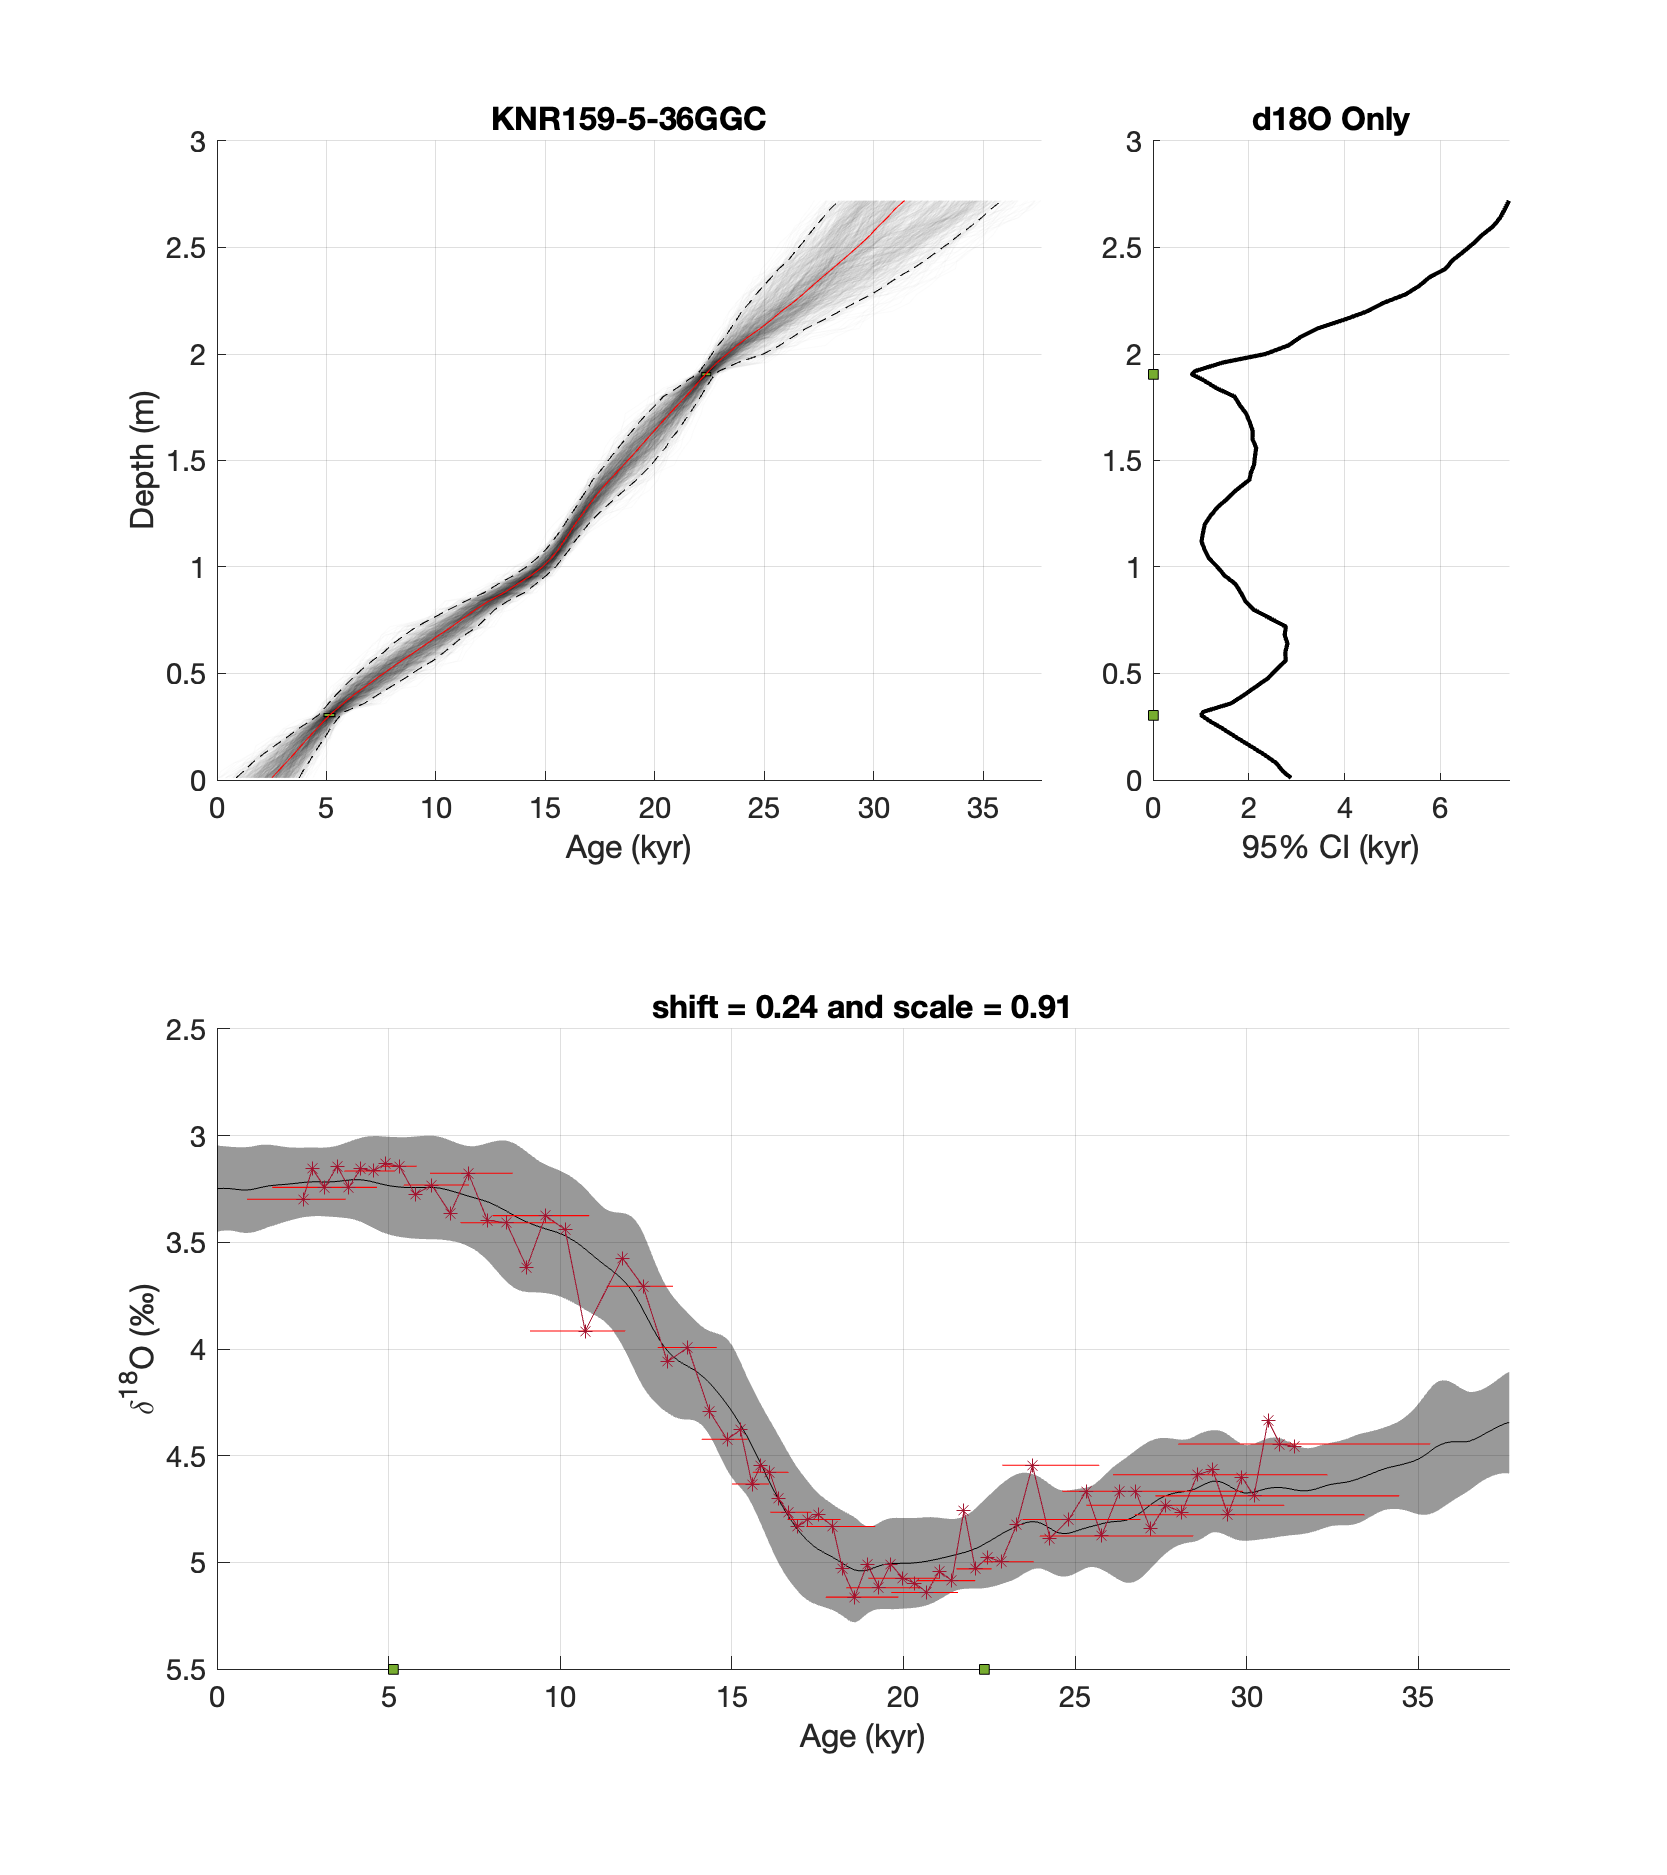 KNR159-5-36GGC
d18O Only
3
2.5
2
1.5
1
0.5
0
Depth (m)
0 5 10 15 20 25 30 35
Age (kyr)
3
2.5
2
1.5
1
0.5
0
0 2 4 6
95% CI (kyr)
shift = 0.24 and scale = 0.91
2.5
3
3.5
4
4.5
5
5.5
δ18O (‰)
0 5 10 15 20 25 30 35
Age (kyr)